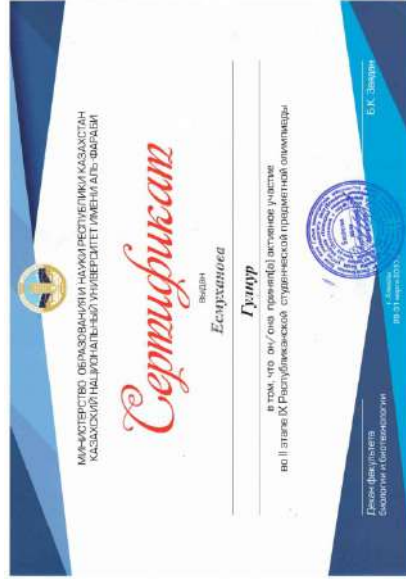 МИНИСТЕРСТВО ОБРАЗОВАНИЯ И НАУКИ РЕСПУБЛИКИ КАЗАХСТАН
КАЗАХСКИЙ НАЦИОНАЛЬНЫЙ УНИВЕРСИТЕТ ИМЕНИ АЛЬ-ФАРАБИ
Сертификат
выдан
Есмуханова
Гулнур
в том, что он/она принял(а) активное участие
во II этапе IX Республиканской студенческой предметной олимпиады
Декан факультета
биологии и биотехнологии
Б.К. Заядан
г. Алматы